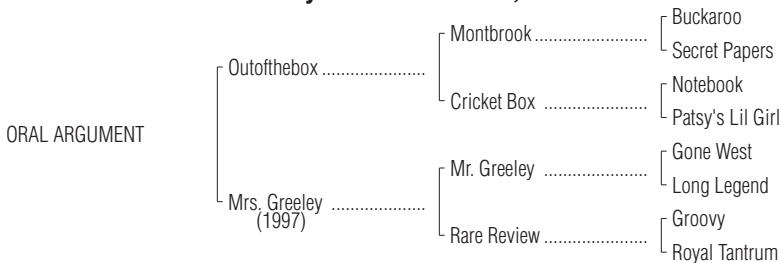 Buckaroo
Montbrook
Secret Papers
Outofthebox
Notebook
Cricket Box
Patsy's Lil Girl
ORAL ARGUMENT
Gone West
Mr. Greeley
Long Legend
Mrs. Greeley
(1997)
Groovy
Rare Review
Royal Tantrum